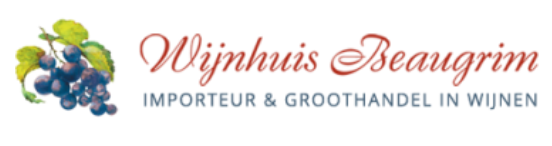 Wijnhuis Beaugrim
IMPORTEUR & GROOTHANDEL IN WIJNEN